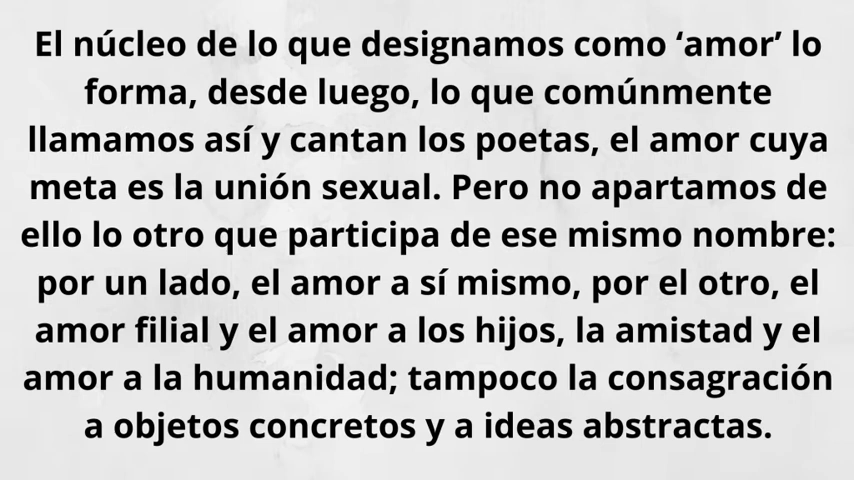 El núcleo de lo que designamos como ‘amor’ lo
forma, desde luego, lo que comúnmente
llamamos así y cantan los poetas, el amor cuya
meta es la unión sexual. Pero no apartamos de
ello lo otro que participa de ese mismo nombre:
por un lado, el amor a sí mismo, por el otro, el
amor filial y el amor a los hijos, la amistad y el
amor a la humanidad; tampoco la consagración
a objetos concretos y a ideas abstractas.